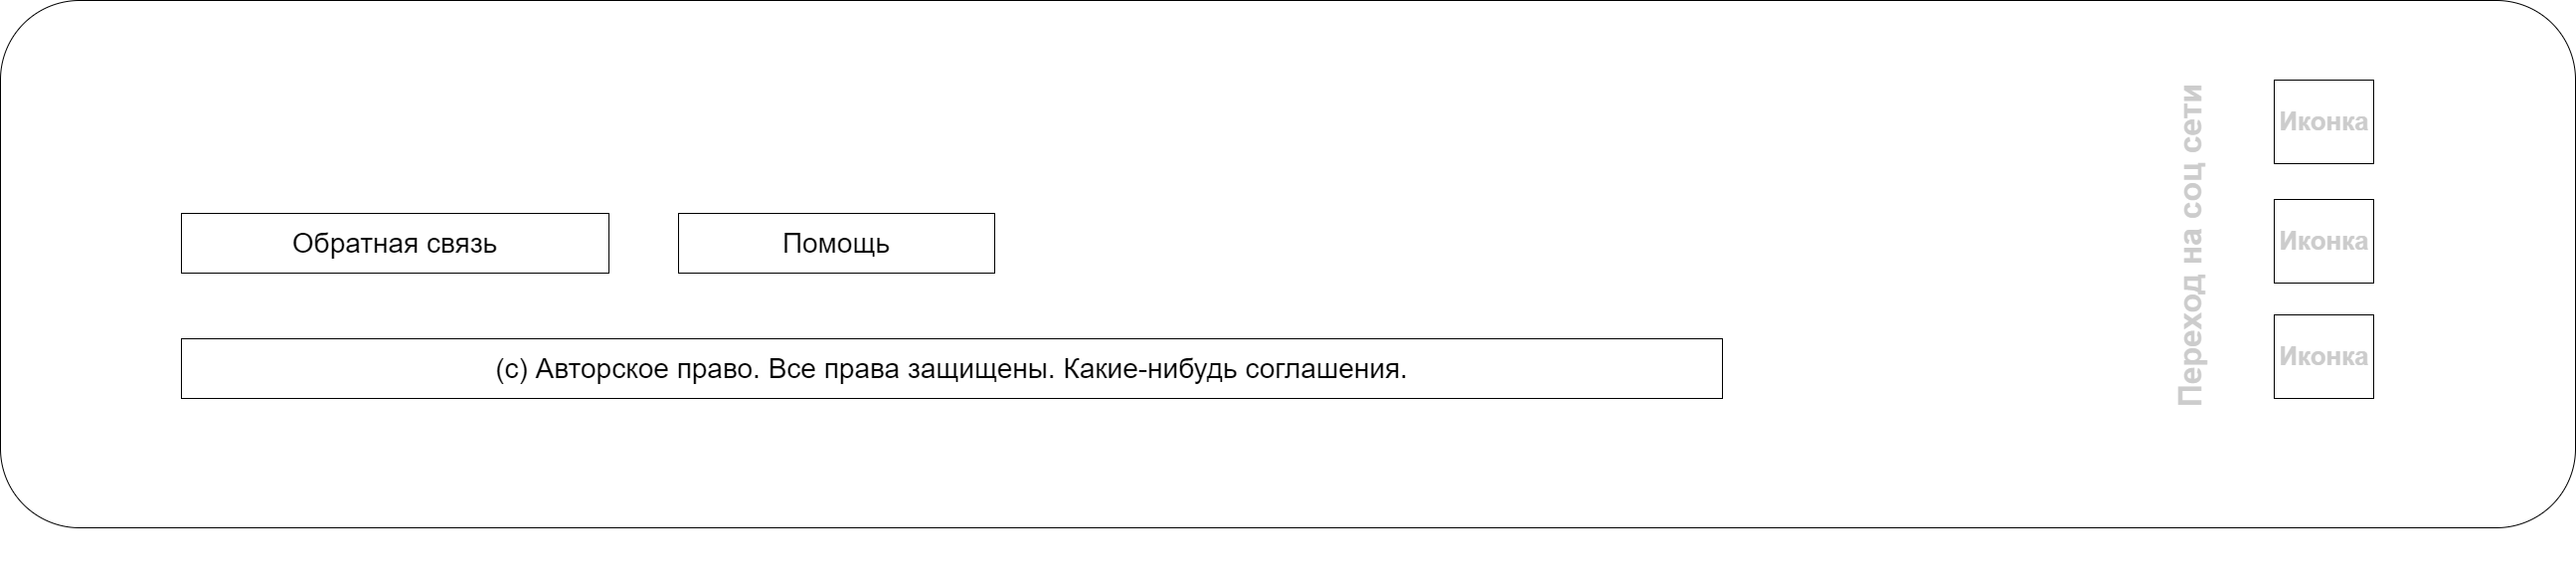 Обратная связь
Помощь
(с) Авторское право. Все права защищены. Какие-нибудь соглашения.
Переход на соц сети
Иконка
Иконка
Иконка